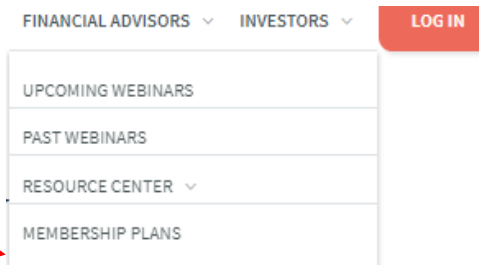 FINANCIAL ADVISORS INVESTORS LOG IN
UPCOMING WEBINARS
PAST WEBINARS
RESOURCE CENTER
MEMBERSHIP PLANS